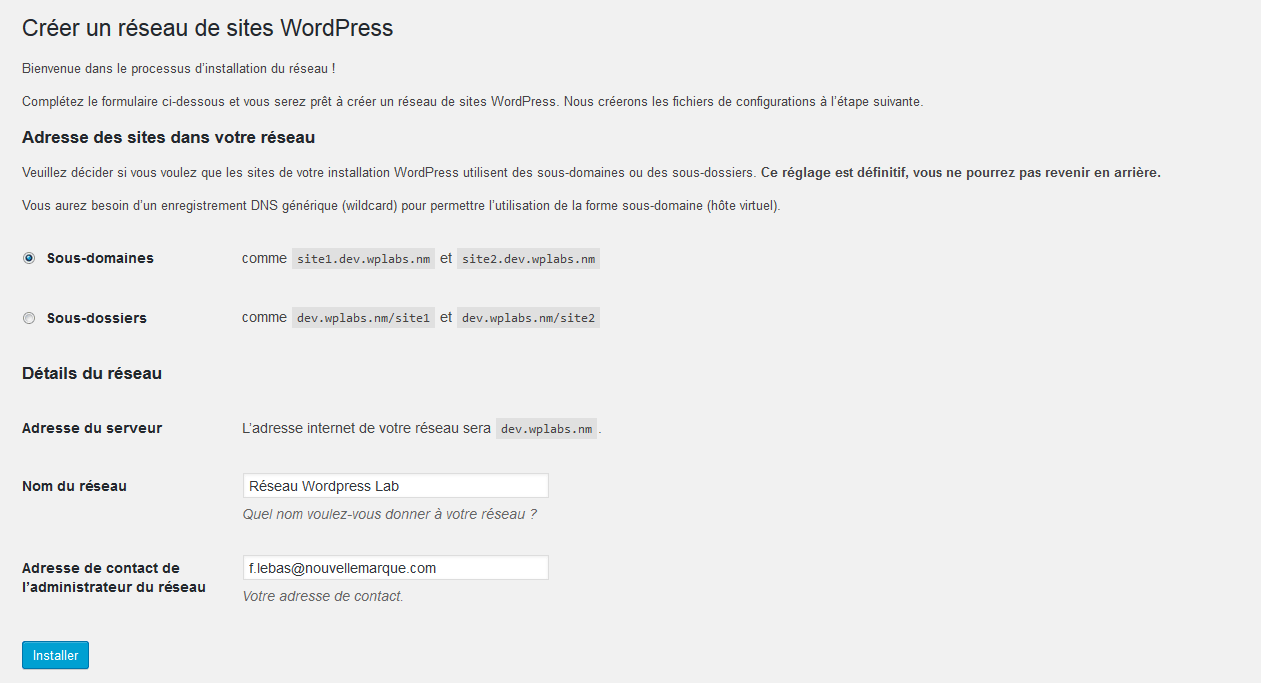 Créer un réseau de sites WordPress
Bienvenue dans le processus d’installation du réseau !
Complétez le formulaire ci-dessous et vous serez prêt à créer un réseau de sites WordPress. Nous créerons les fichiers de configurations à l’étape suivante.
Adresse des sites dans votre réseau
Veuillez décider si vous voulez que les sites de votre installation WordPress utilisent des sous-domaines ou des sous-dossiers. Ce réglage est définitif, vous ne pourrez pas revenir en arrière.
Vous aurez besoin d’un enregistrement DNS générique (wildcard) pour permettre l’utilisation de la forme sous-domaine (hôte virtuel).
Sous-domaines comme site1.dev.wplabs.nm et site2.dev.wplabs.nm
Sous-dossiers comme dev.wplabs.nm/site1 et dev.wplabs.nm/site2
Détails du réseau
Adresse du serveur L’adresse internet de votre réseau sera dev.wplabs.nm .
Nom du réseau Réseau Wordpress Lab
Quel nom voulez-vous donner à votre réseau ?
Adresse de contact de
l’administrateur du réseau
f.lebas@nouvellemarque.com
Votre adresse de contact.
Installer